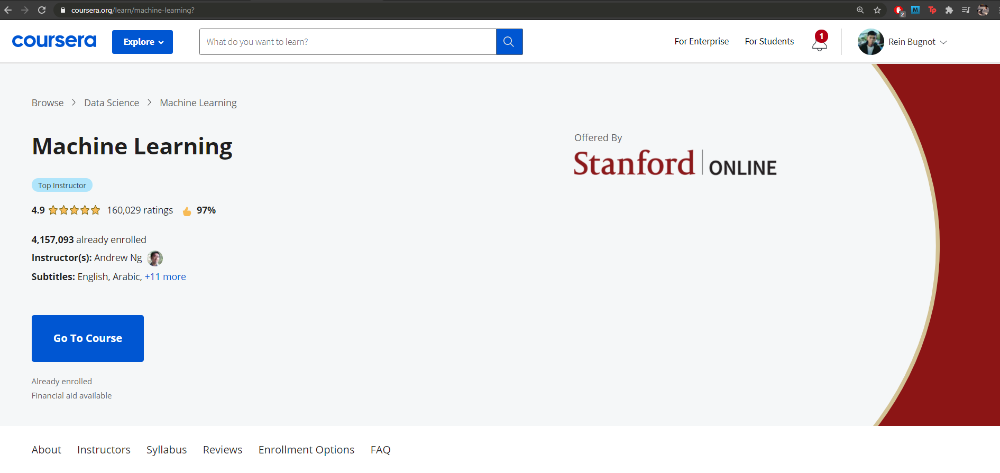 coursera.org/learn/machine-learning?
2
M
Tp
coursera
Explore
What do you want to learn?
For Enterprise
For Students
1
Rein Bugnot
Browse > Data Science > Machine Learning
Machine Learning
Offered By
Stanford | ONLINE
Top Instructor
4.9 160,029 ratings 97%
4,157,093 already enrolled
Instructor(s): Andrew Ng
Subtitles: English, Arabic, +11 more
Go To Course
Already enrolled
Financial aid available
About Instructors Syllabus Reviews Enrollment Options FAQ